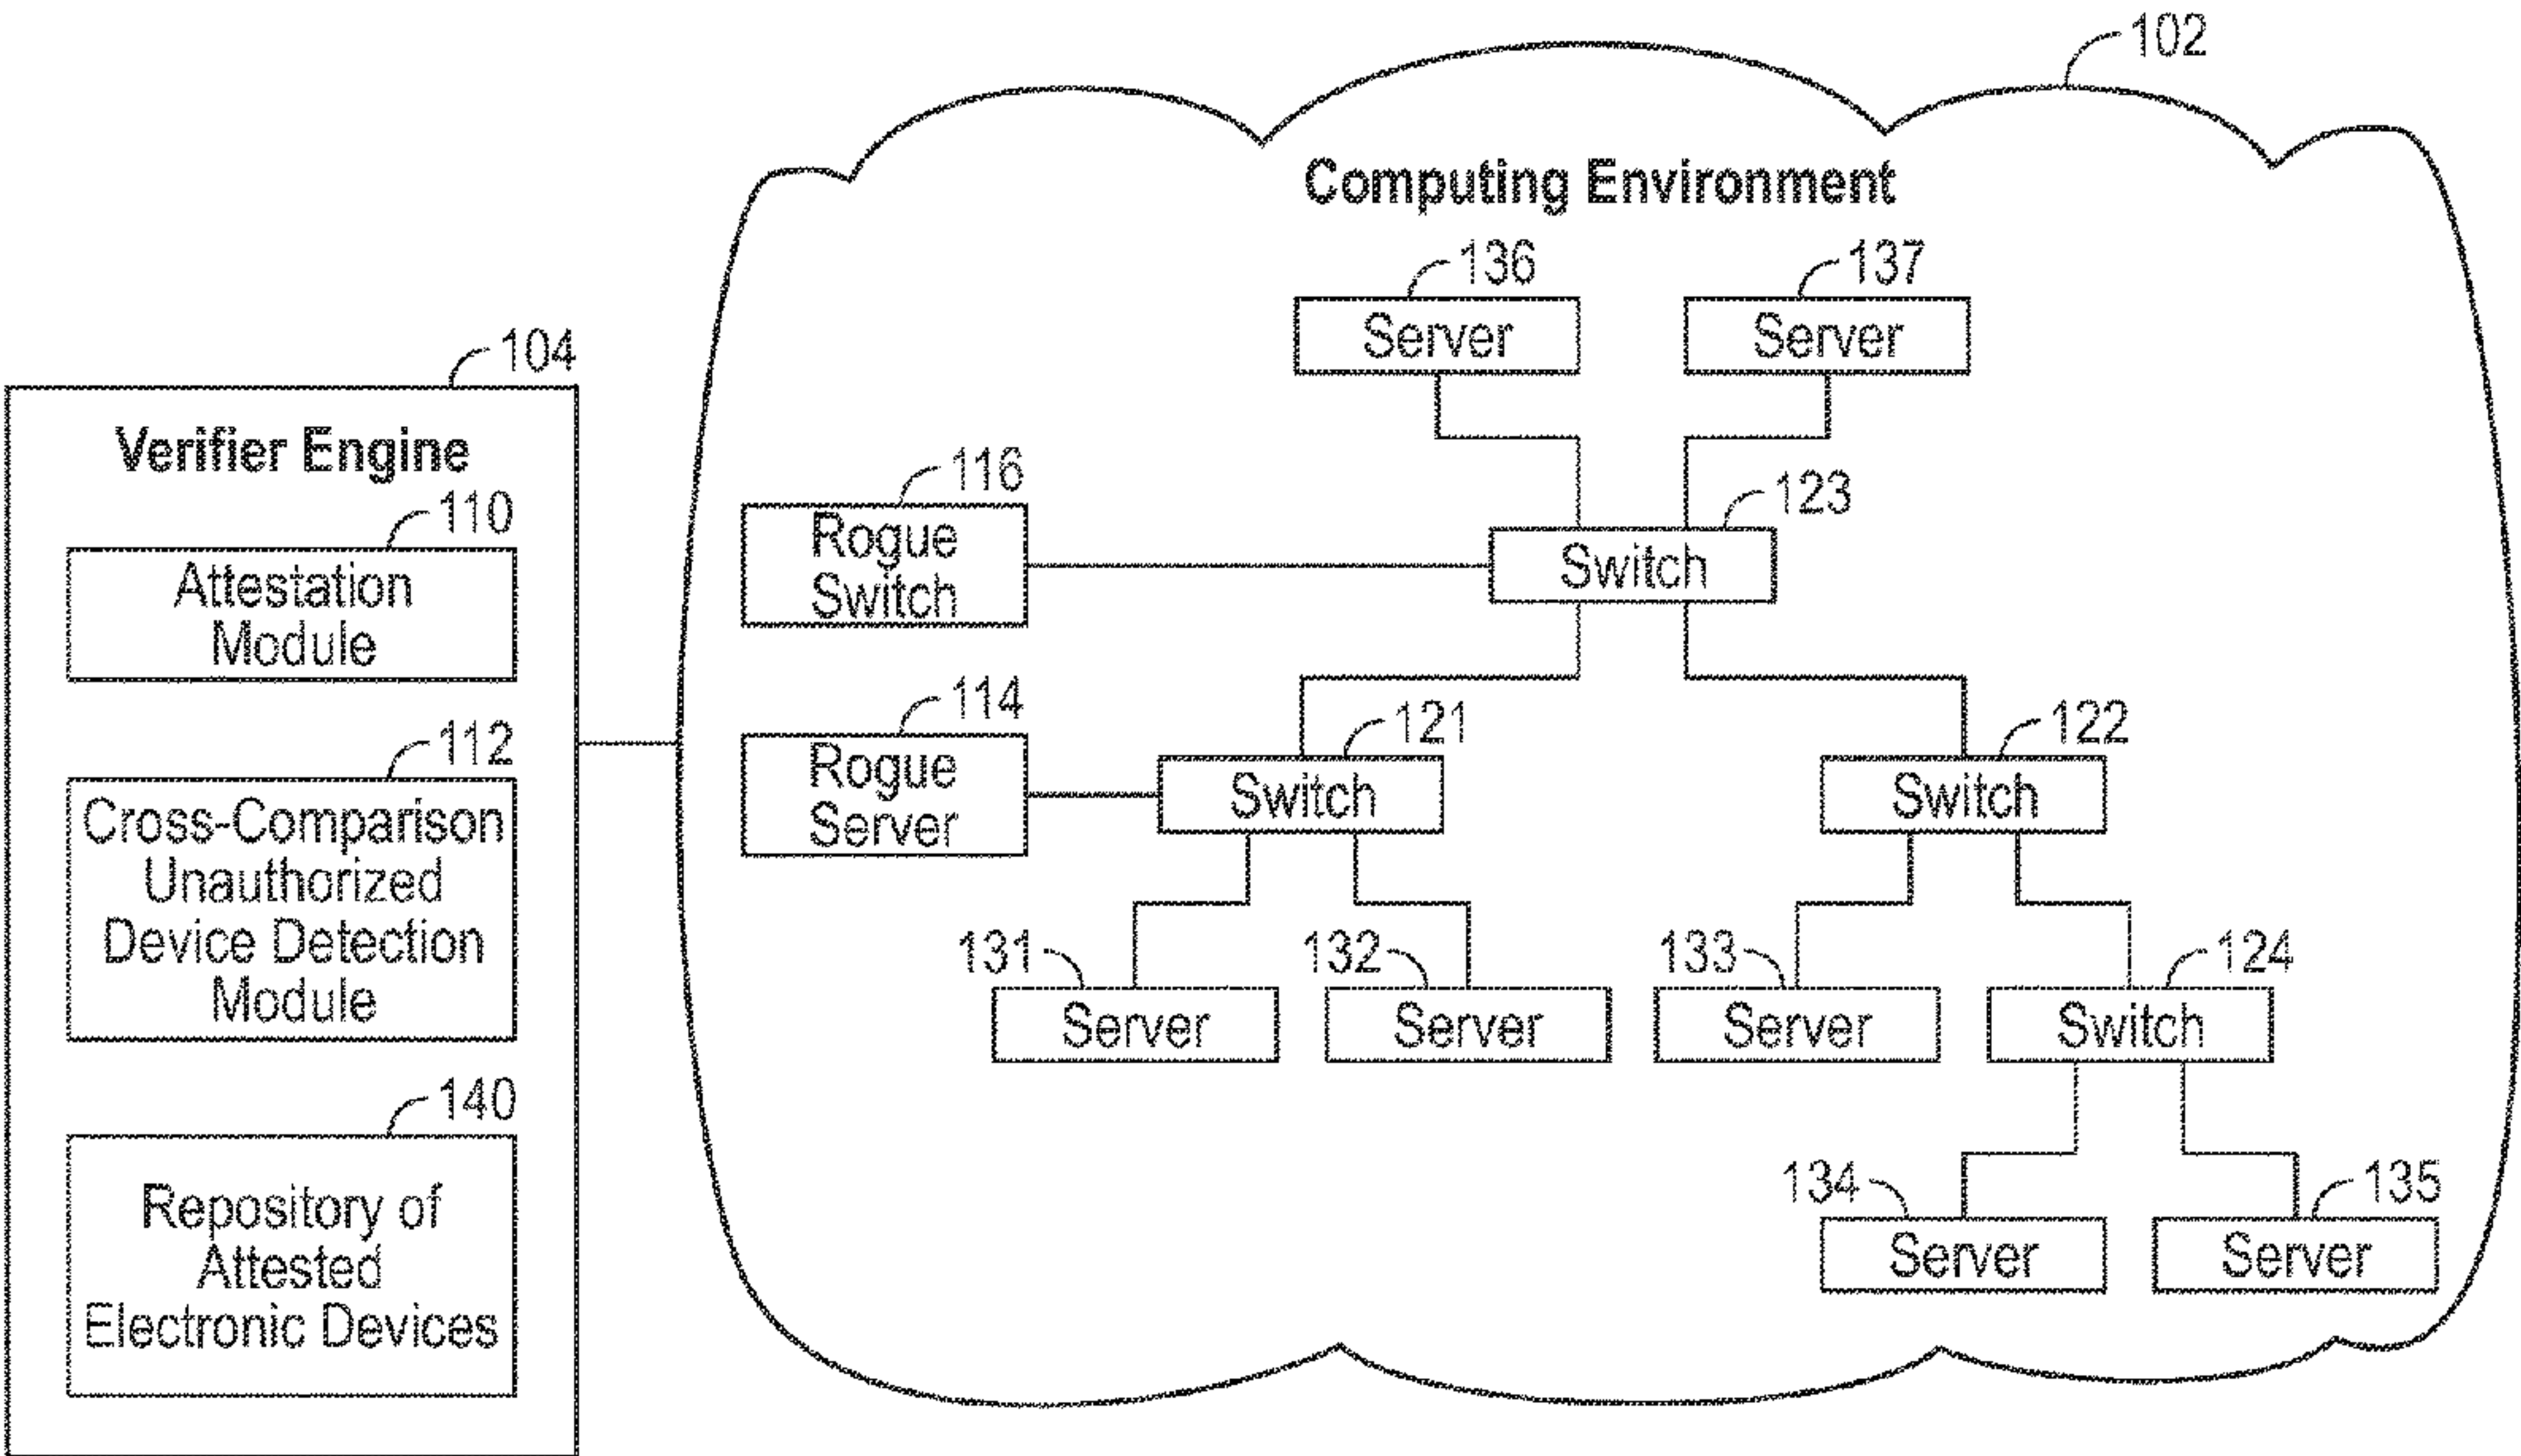 102
Computing Environment
136
137
Server
Server
104
Verifier Engine
110
Attestation
Module
112
Cross-Comparison
Unauthorized
Device Detection
Module
140
Repository of
Attested
Electronic Devices
116
Rogue
Switch
123
Switch
114
Rogue
Server
121
Switch
122
Switch
131
Server
132
Server
133
Server
124
Switch
134
Server
135
Server